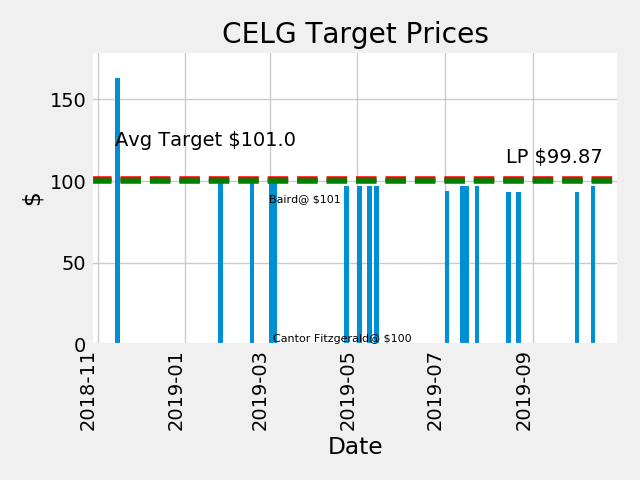 CELG Target Prices
150
Avg Target $101.0
LP $99.87
100
Baird@ $101
50
Cantor Fitzgerald@ $100
0
$
2018-11
2019-01
2019-03
2019-05
2019-07
2019-09
Date